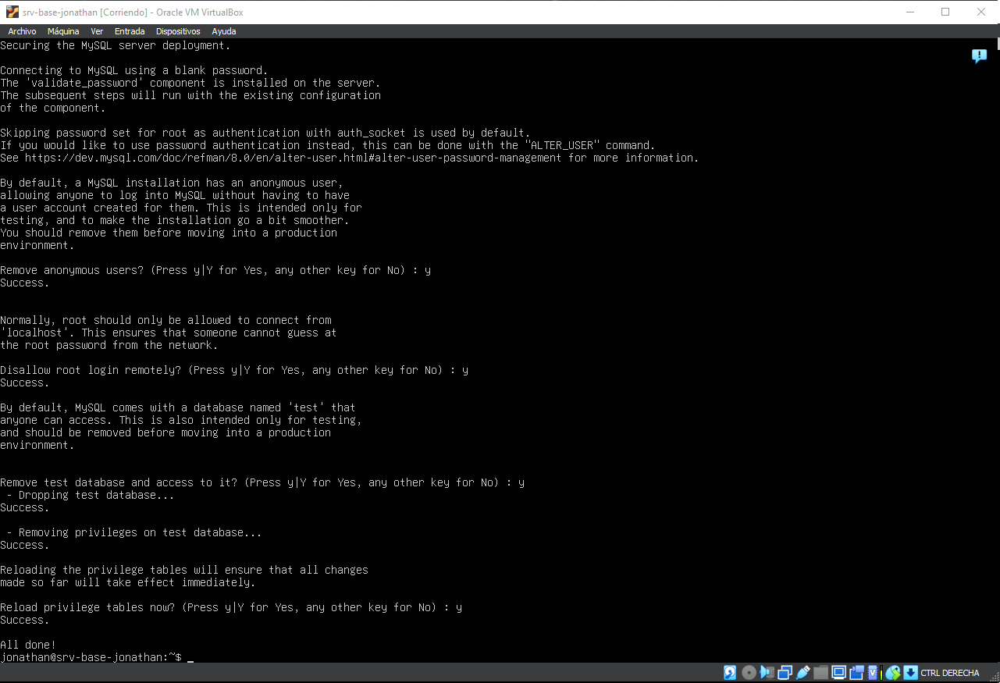 srv-base-jonathan [Corriendo] - Oracle VM VirtualBox
Archivo Máquina Ver Entrada Dispositivos Ayuda
Securing the MySQL server deployment.
Connecting to MySQL using a blank password.
The 'validate_password' component is installed on the server.
The subsequent steps will run with the existing configuration
of the component.
Skipping password set for root as authentication with auth_socket is used by default.
If you would like to use password authentication instead, this can be done with the "ALTER_USER" command.
See https://dev.mysql.com/doc/refman/8.0/en/alter-user.html#alter-user-password-management for more information.
By default, a MySQL installation has an anonymous user,
allowing anyone to log into MySQL without having to have
a user account created for them. This is intended only for
testing, and to make the installation go a bit smoother.
You should remove them before moving into a production
environment.
Remove anonymous users? (Press y|Y for Yes, any other key for No) : y
Success.
Normally, root should only be allowed to connect from
'localhost'. This ensures that someone cannot guess at
the root password from the network.
Disallow root login remotely? (Press y|Y for Yes, any other key for No) : y
Success.
By default, MySQL comes with a database named 'test' that
anyone can access. This is also intended only for testing,
and should be removed before moving into a production
environment.
Remove test database and access to it? (Press y|Y for Yes, any other key for No) : y
- Dropping test database...
Success.
- Removing privileges on test database...
Success.
Reloading the privilege tables will ensure that all changes
made so far will take effect immediately.
Reload privilege tables now? (Press y|Y for Yes, any other key for No) : y
Success.
All done!
jonathan@srv-base-jonathan:~$ _
CTRL DERECHA